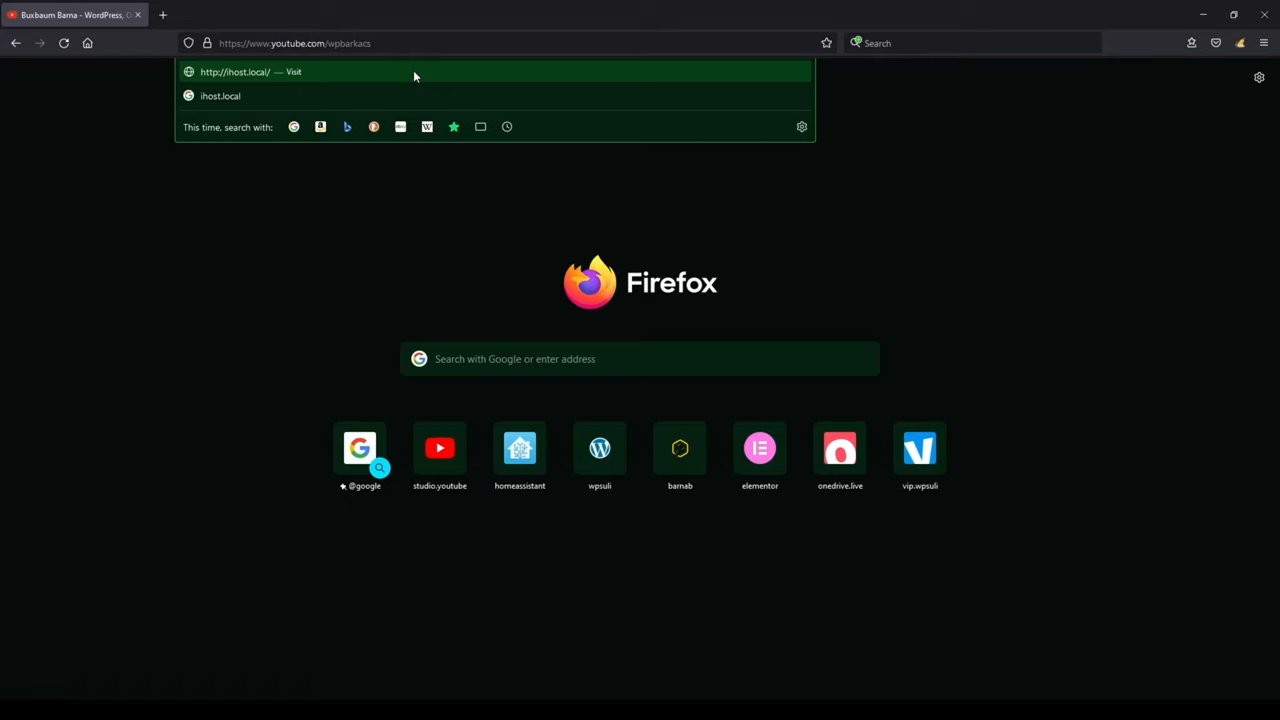 Buxbaum Barna - WordPress, O
https://www.youtube.com/wpbarkacs
Search
http://ihost.local/ — Visit
ihost.local
This time, search with:
Firefox
Search with Google or enter address
@google
studio.youtube
homeassistant
wpsuli
barnab
elementor
onedrive.live
vip.wpsuli